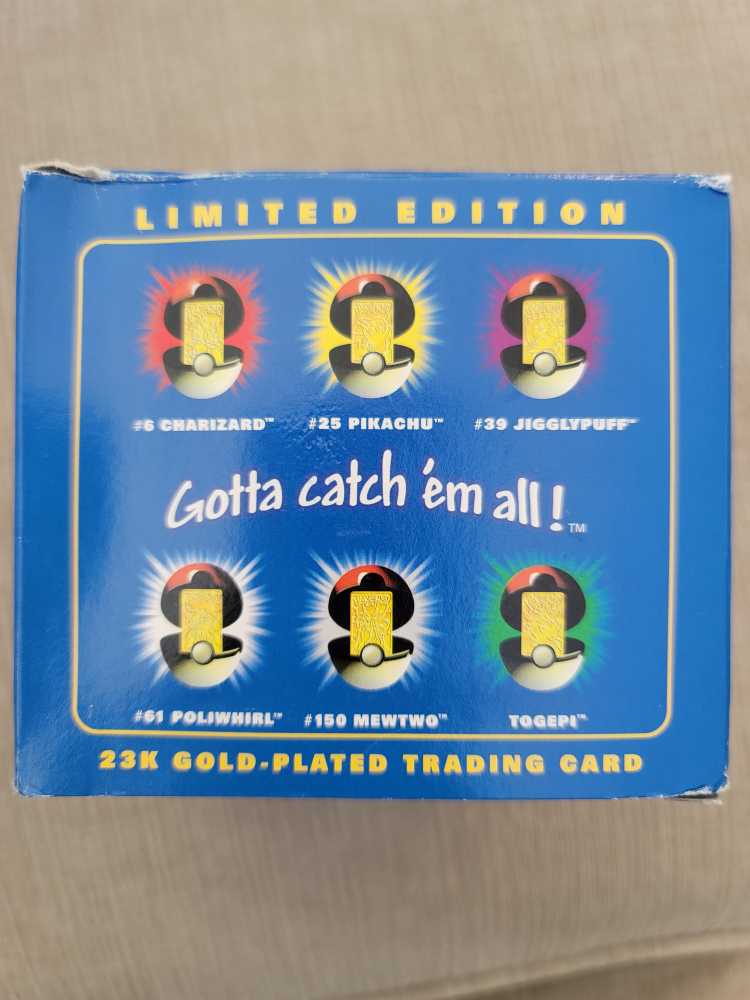 LIMITED EDITION
#6 CHARIZARD™ #25 PIKACHU™ #39 JIGGLYPUFF™
Gotta catch 'em all!™
#61 POLIWHIRL™ #150 MEWTWO™ TOGEPI™
23K GOLD-PLATED TRADING CARD